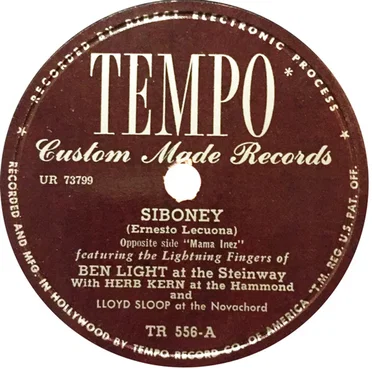 RECORDED BY TEMPO ELECTRONIC PROCESS
TEMPO
Custom Made Records
UR 73799
SIBONEY
(Ernesto Lecuona)
Opposite side "Mama Inez"
featuring the Lightning Fingers of
BEN LIGHT at the Steinway
With HERB KERN at the Hammond
and
LLOYD SLOOP at the Novachord
TR 556-A
RECORDED AND MFG. IN HOLLYWOOD BY TEMPO RECORD CO. OF AMERICA "T.M. REG. U.S. PAT. OFF.